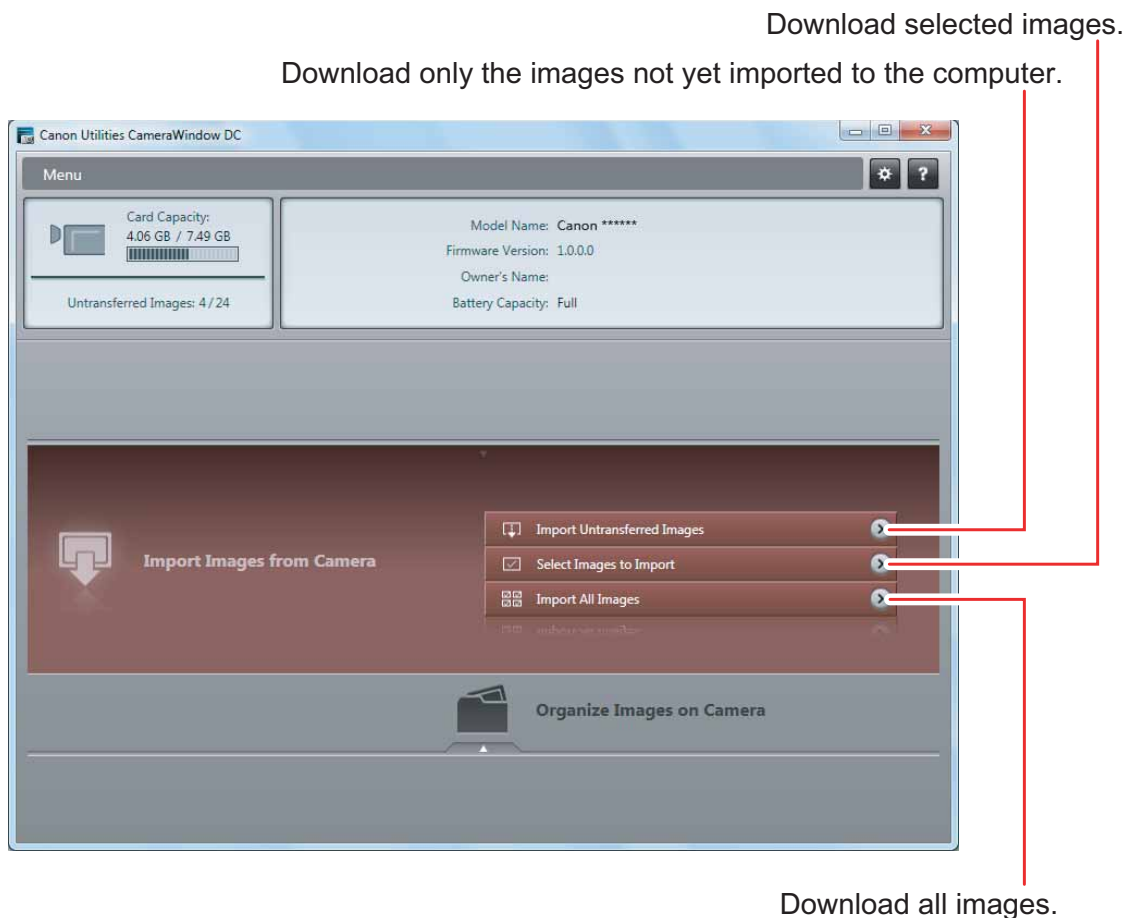 Download selected images.
Download only the images not yet imported to the computer.
Canon Utilities CameraWindow DC
Menu
?
Card Capacity:
4.06 GB / 7.49 GB
Untransferred Images: 4 / 24
Model Name: Canon ******
Firmware Version: 1.0.0.0
Owner's Name:
Battery Capacity: Full
Import Images from Camera
Import Untransferred Images
Select Images to Import
Import All Images
Organize Images on Camera
Download all images.